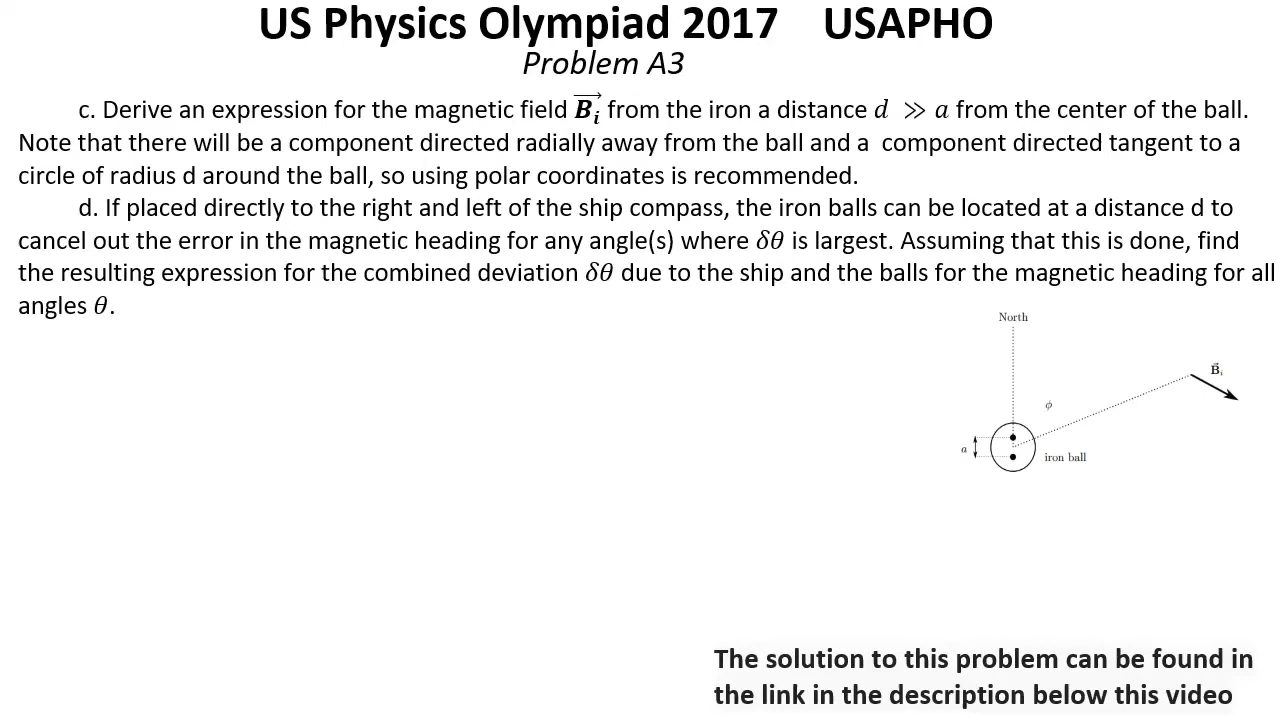 US Physics Olympiad 2017 USAPHO
Problem A3
c. Derive an expression for the magnetic field $\overrightarrow{B_i}$ from the iron a distance d ≫ a from the center of the ball.
Note that there will be a component directed radially away from the ball and a component directed tangent to a
circle of radius d around the ball, so using polar coordinates is recommended.
d. If placed directly to the right and left of the ship compass, the iron balls can be located at a distance d to
cancel out the error in the magnetic heading for any angle(s) where δθ is largest. Assuming that this is done, find
the resulting expression for the combined deviation δθ due to the ship and the balls for the magnetic heading for all
angles θ.
North
B⃗ᵢ
ϕ
a
iron ball
The solution to this problem can be found in
the link in the description below this video